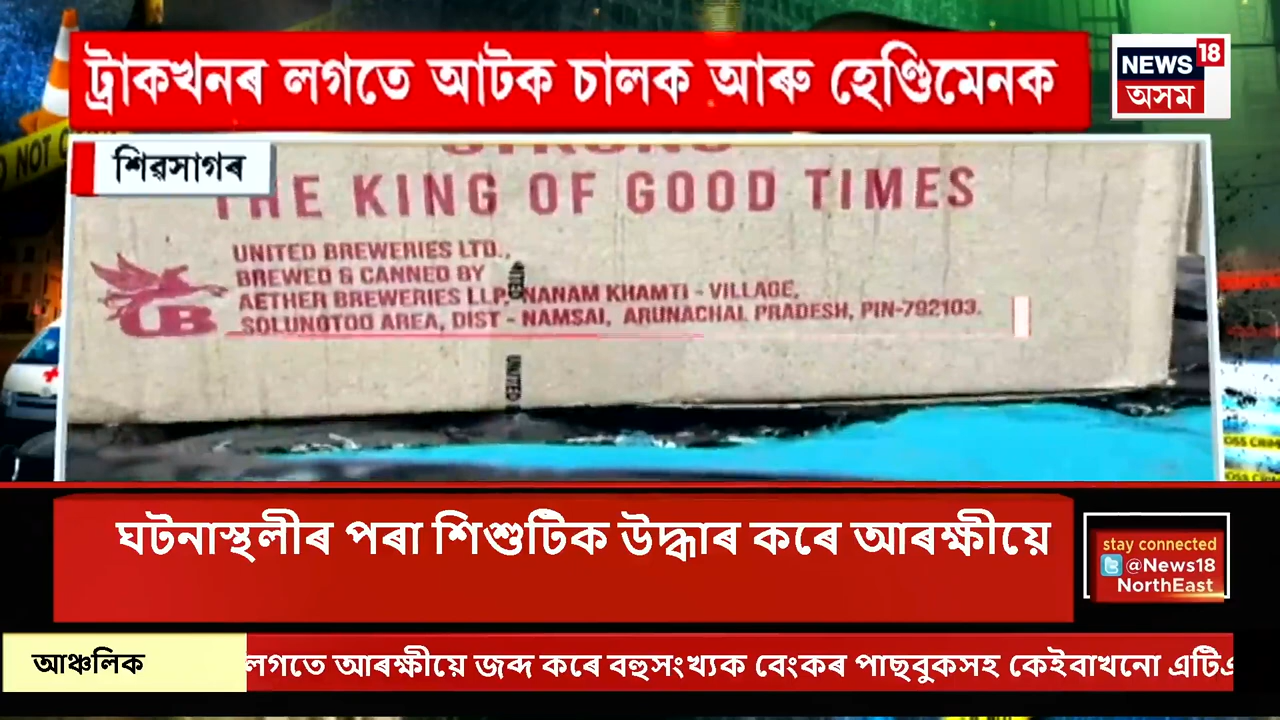 ট্ৰাকখনৰ লগতে আটক চালক আৰু হেণ্ডিমেনক
NEWS 18
অসম
NOT C
শিৱসাগৰ
STRONG
THE KING OF GOOD TIMES
UNITED BREWERIES LTD.,
BREWED & CANNED BY
AETHER BREWERIES LLP, NANAM KHAMTI - VILLAGE,
SOLUNGTOO AREA, DIST - NAMSAI, ARUNACHAL PRADESH, PIN-792103.
UB
UNITED
ঘটনাস্থলীৰ পৰা শিশুটিক উদ্ধাৰ কৰে আৰক্ষীয়ে
stay connected
@News18
NorthEast
আঞ্চলিক
লগতে আৰক্ষীয়ে জব্দ কৰে বহুসংখ্যক বেংকৰ পাছবুকসহ কেইবাখনো